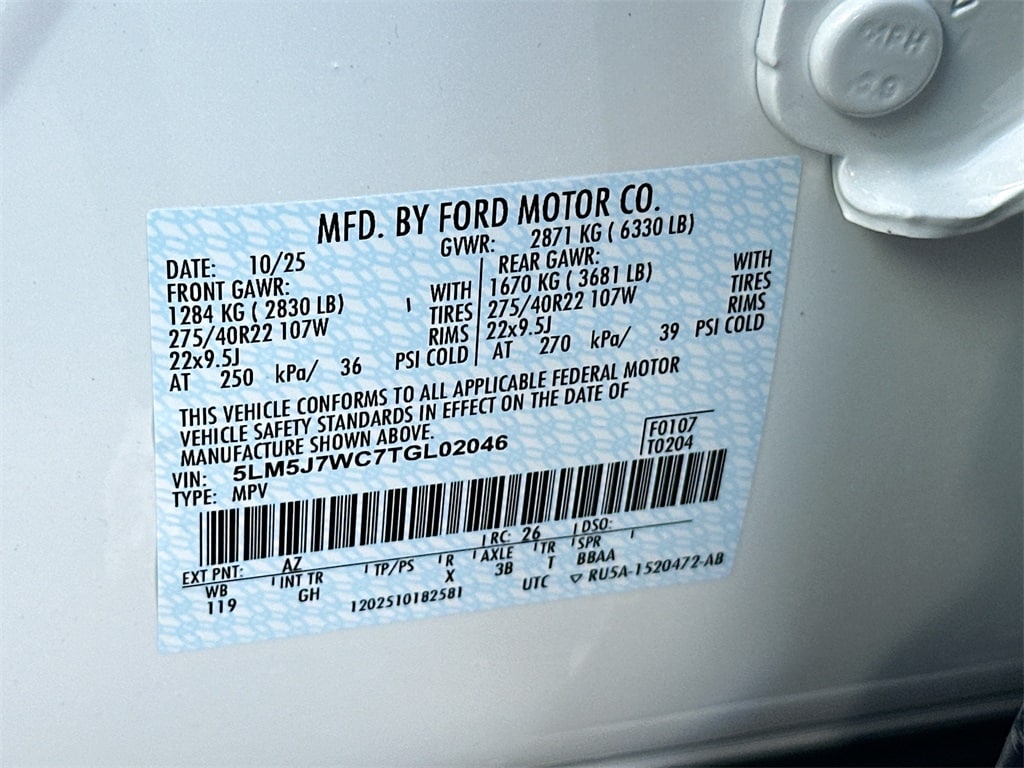 MPH
MFD. BY FORD MOTOR CO.
DATE: 10/25 GVWR: 2871 KG ( 6330 LB)
FRONT GAWR: REAR GAWR:
1284 KG ( 2830 LB) WITH 1670 KG ( 3681 LB) WITH
275/40R22 107W TIRES 275/40R22 107W TIRES
22x9.5J RIMS 22x9.5J RIMS
AT 250 kPa/ 36 PSI COLD AT 270 kPa/ 39 PSI COLD
THIS VEHICLE CONFORMS TO ALL APPLICABLE FEDERAL MOTOR
VEHICLE SAFETY STANDARDS IN EFFECT ON THE DATE OF
MANUFACTURE SHOWN ABOVE.
VIN: 5LM5J7WC7TGL02046 F0107
TYPE: MPV T0204
EXT PNT: AZ RC: 26 DSO:
WB INT TR TP/PS R AXLE TR SPR
119 GH X 3B T BBAA
1202510182581 UTC RU5A-1520472-AB